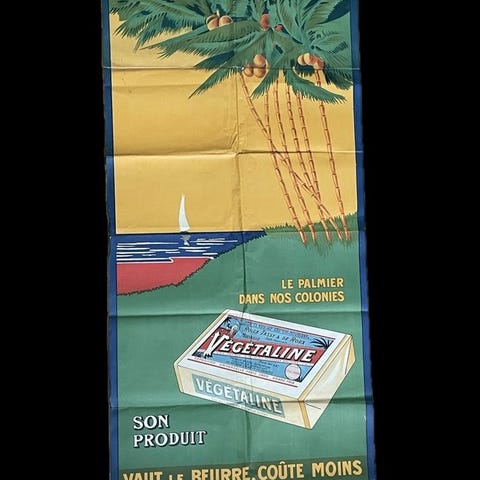 LE PALMIER
DANS NOS COLONIES
VÉGÉTALINE
VÉGÉTALINE
SON
PRODUIT
VAUT LE BEURRE, COÛTE MOINS